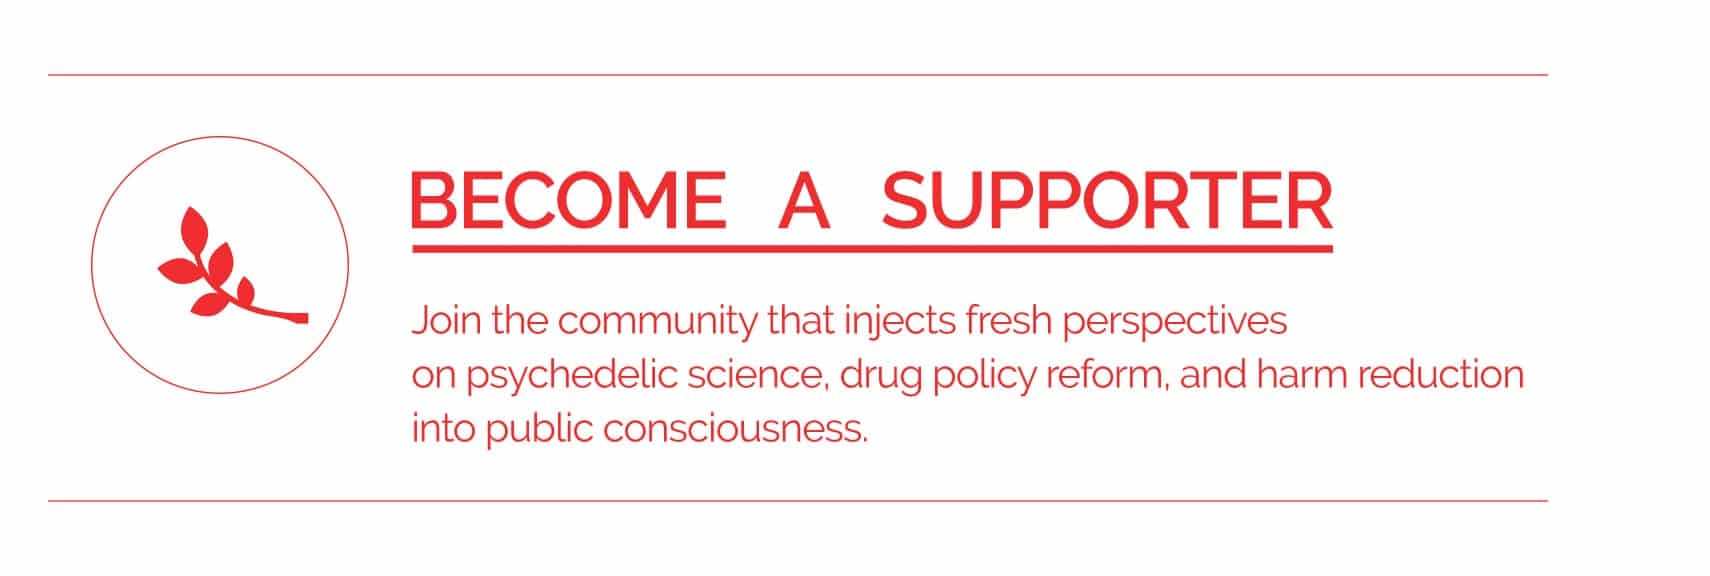 BECOME A SUPPORTER
Join the community that injects fresh perspectives
on psychedelic science, drug policy reform, and harm reduction
into public consciousness.